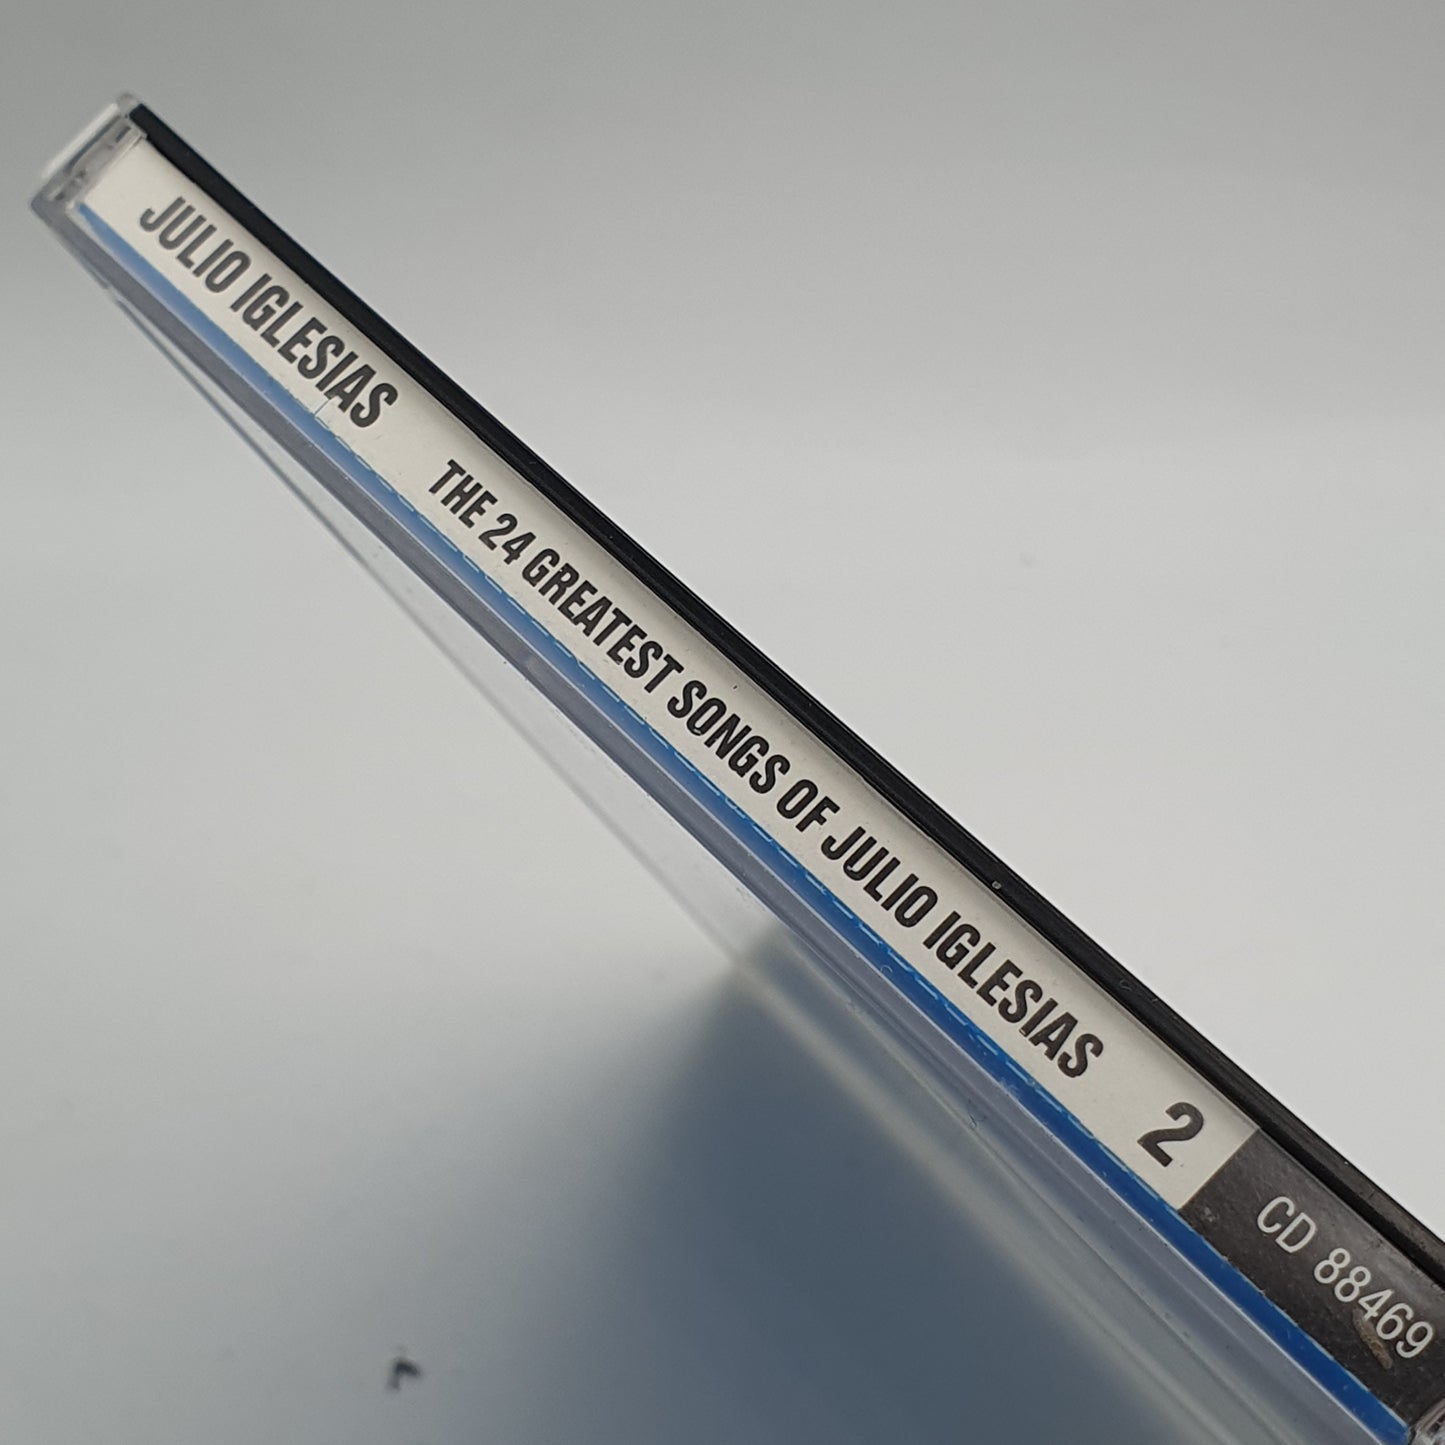 JULIO IGLESIAS THE 24 GREATEST SONGS OF JULIO IGLESIAS 2 CD 88469